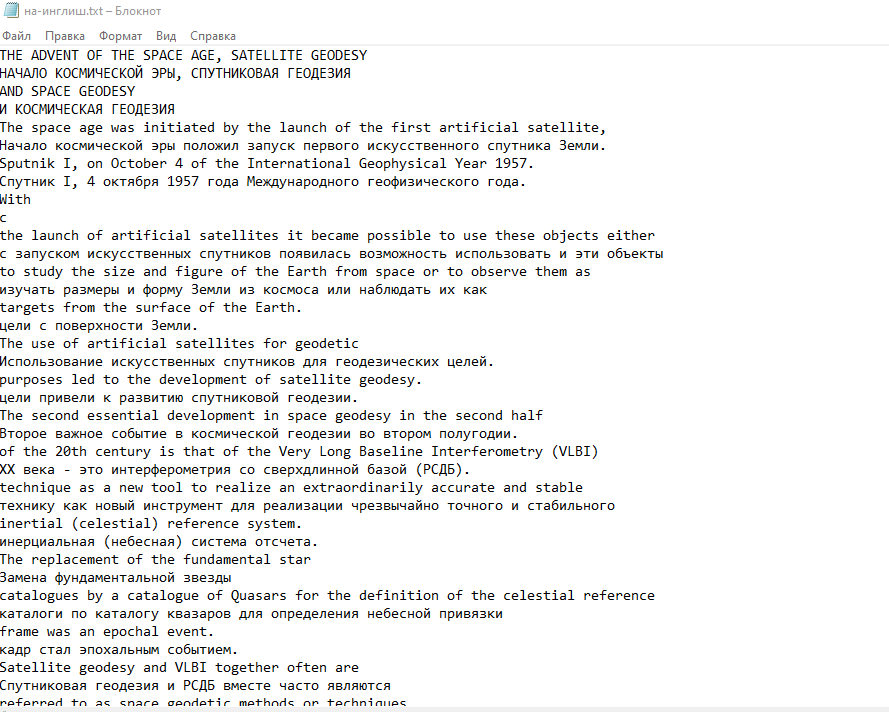 на-инглиш.txt – Блокнот
Файл Правка Формат Вид Справка
THE ADVENT OF THE SPACE AGE, SATELLITE GEODESY
НАЧАЛО КОСМИЧЕСКОЙ ЭРЫ, СПУТНИКОВАЯ ГЕОДЕЗИЯ
AND SPACE GEODESY
И КОСМИЧЕСКАЯ ГЕОДЕЗИЯ
The space age was initiated by the launch of the first artificial satellite,
Начало космической эры положил запуск первого искусственного спутника Земли.
Sputnik I, on October 4 of the International Geophysical Year 1957.
Спутник I, 4 октября 1957 года Международного геофизического года.
With
с
the launch of artificial satellites it became possible to use these objects either
с запуском искусственных спутников появилась возможность использовать и эти объекты
to study the size and figure of the Earth from space or to observe them as
изучать размеры и форму Земли из космоса или наблюдать их как
targets from the surface of the Earth.
цели с поверхности Земли.
The use of artificial satellites for geodetic
Использование искусственных спутников для геодезических целей.
purposes led to the development of satellite geodesy.
цели привели к развитию спутниковой геодезии.
The second essential development in space geodesy in the second half
Второе важное событие в космической геодезии во втором полугодии.
of the 20th century is that of the Very Long Baseline Interferometry (VLBI)
XX века - это интерферометрия со сверхдлинной базой (РСДБ).
technique as a new tool to realize an extraordinarily accurate and stable
технику как новый инструмент для реализации чрезвычайно точного и стабильного
inertial (celestial) reference system.
инерциальная (небесная) система отсчета.
The replacement of the fundamental star
Замена фундаментальной звезды
catalogues by a catalogue of Quasars for the definition of the celestial reference
каталоги по каталогу квазаров для определения небесной привязки
frame was an epochal event.
кадр стал эпохальным событием.
Satellite geodesy and VLBI together often are
Спутниковая геодезия и РСДБ вместе часто являются
referred to as space geodetic methods or techniques